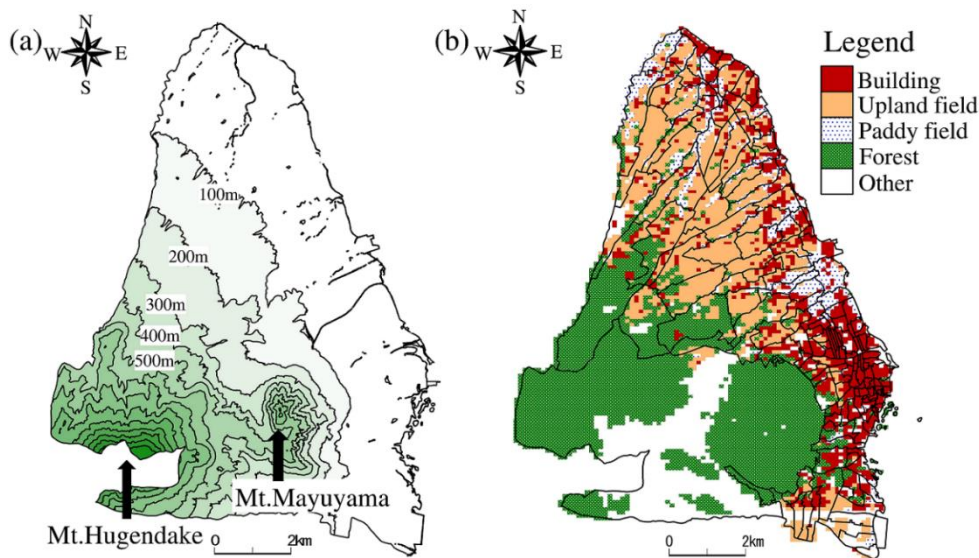 (a)
N
W E
S
100m
200m
300m
400m
500m
Mt.Mayuyama
Mt.Hugendake
0 2km
(b)
N
W E
S
Legend
Building
Upland field
Paddy field
Forest
Other
0 2km